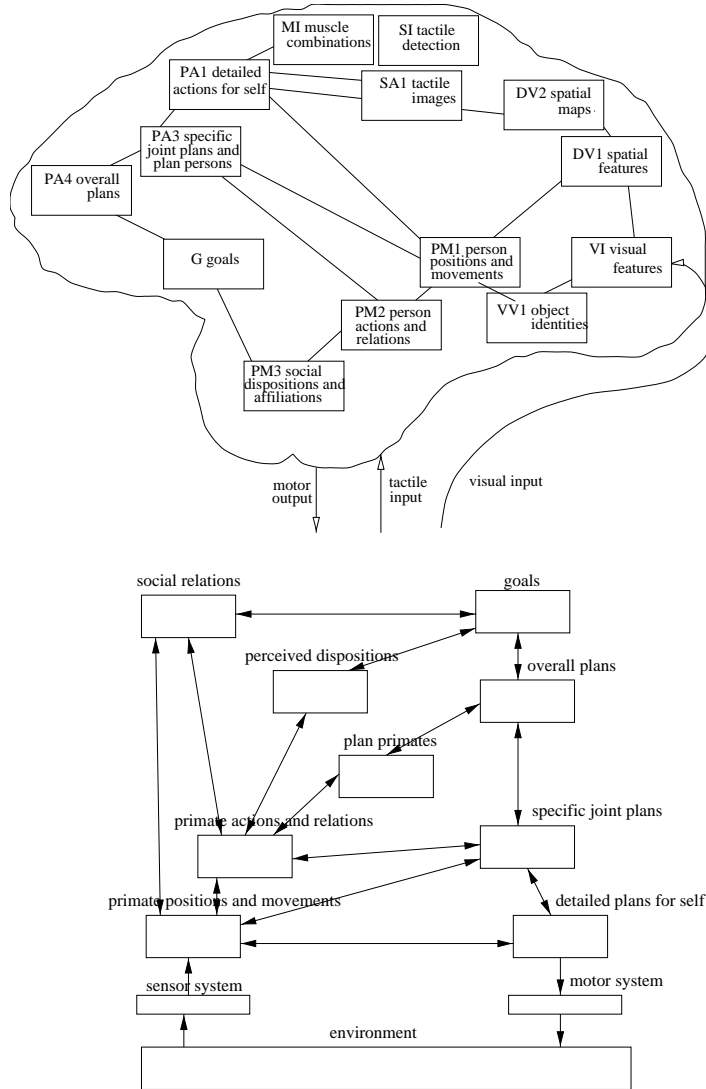 MI muscle
combinations
SI tactile
detection
PA1 detailed
actions for self
SA1 tactile
images
DV2 spatial
maps
PA3 specific
joint plans and
plan persons
DV1 spatial
features
PA4 overall
plans
G goals
PM1 person
positions and
movements
VI visual
features
VV1 object
identities
PM2 person
actions and
relations
PM3 social
dispositions and
affiliations
motor
output
tactile
input
visual input
social relations
goals
perceived dispositions
overall plans
plan primates
specific joint plans
primate actions and relations
primate positions and movements
detailed plans for self
sensor system
motor system
environment